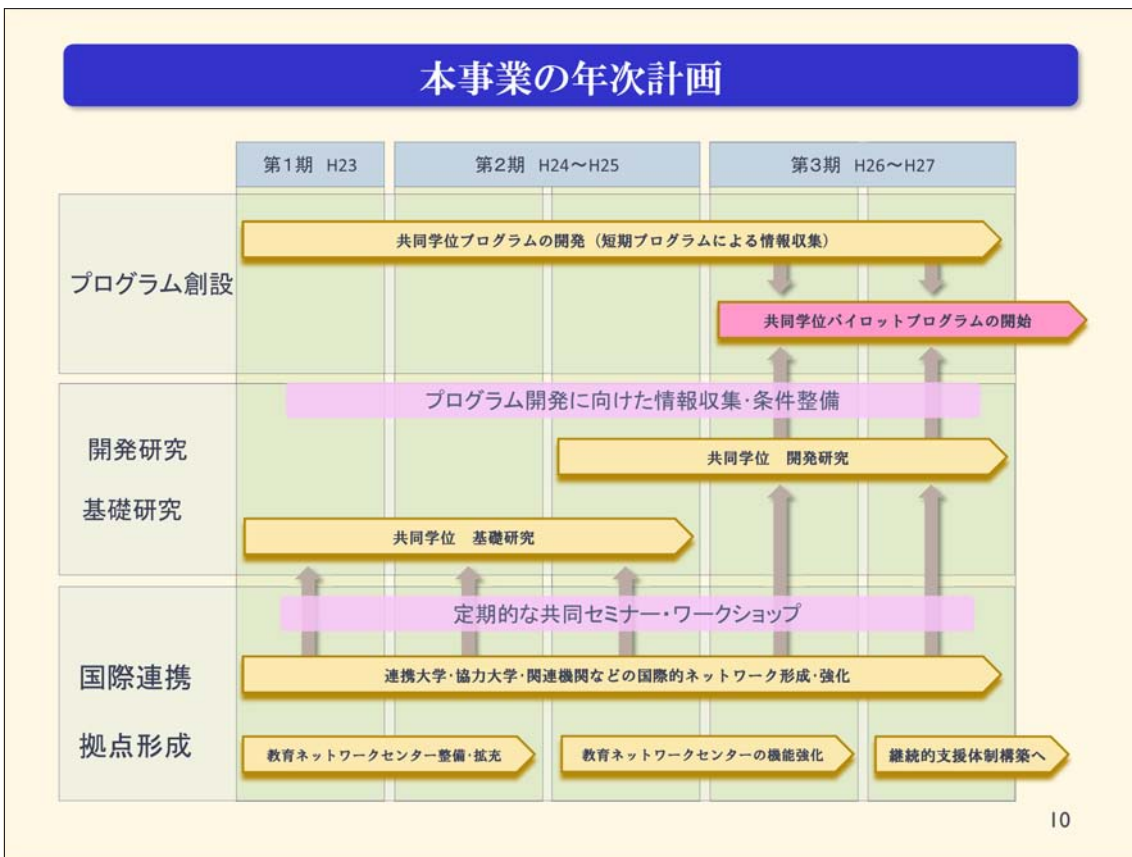 本事業の年次計画
第1期 H23
第2期 H24～H25
第3期 H26～H27
プログラム創設
共同学位プログラムの開発（短期プログラムによる情報収集）
共同学位パイロットプログラムの開始
開発研究
基礎研究
プログラム開発に向けた情報収集・条件整備
共同学位　開発研究
共同学位　基礎研究
国際連携
拠点形成
定期的な共同セミナー・ワークショップ
連携大学・協力大学・関連機関などの国際的ネットワーク形成・強化
教育ネットワークセンター整備・拡充
教育ネットワークセンターの機能強化
継続的支援体制構築へ
10